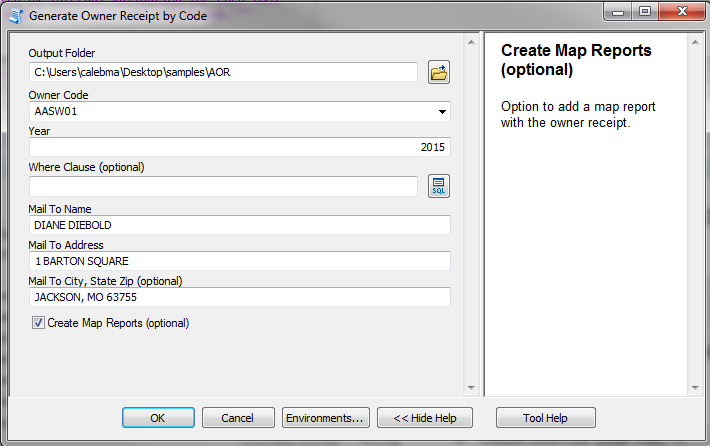 Generate Owner Receipt by Code
Output Folder
C:\Users\calebma\Desktop\samples\AOR
Owner Code
AASW01
Year
2015
Where Clause (optional)
SQL
Mail To Name
DIANE DIEBOLD
Mail To Address
1 BARTON SQUARE
Mail To City, State Zip (optional)
JACKSON, MO 63755
Create Map Reports (optional)
Create Map Reports
(optional)
Option to add a map report
with the owner receipt.
OK
Cancel
Environments...
<< Hide Help
Tool Help